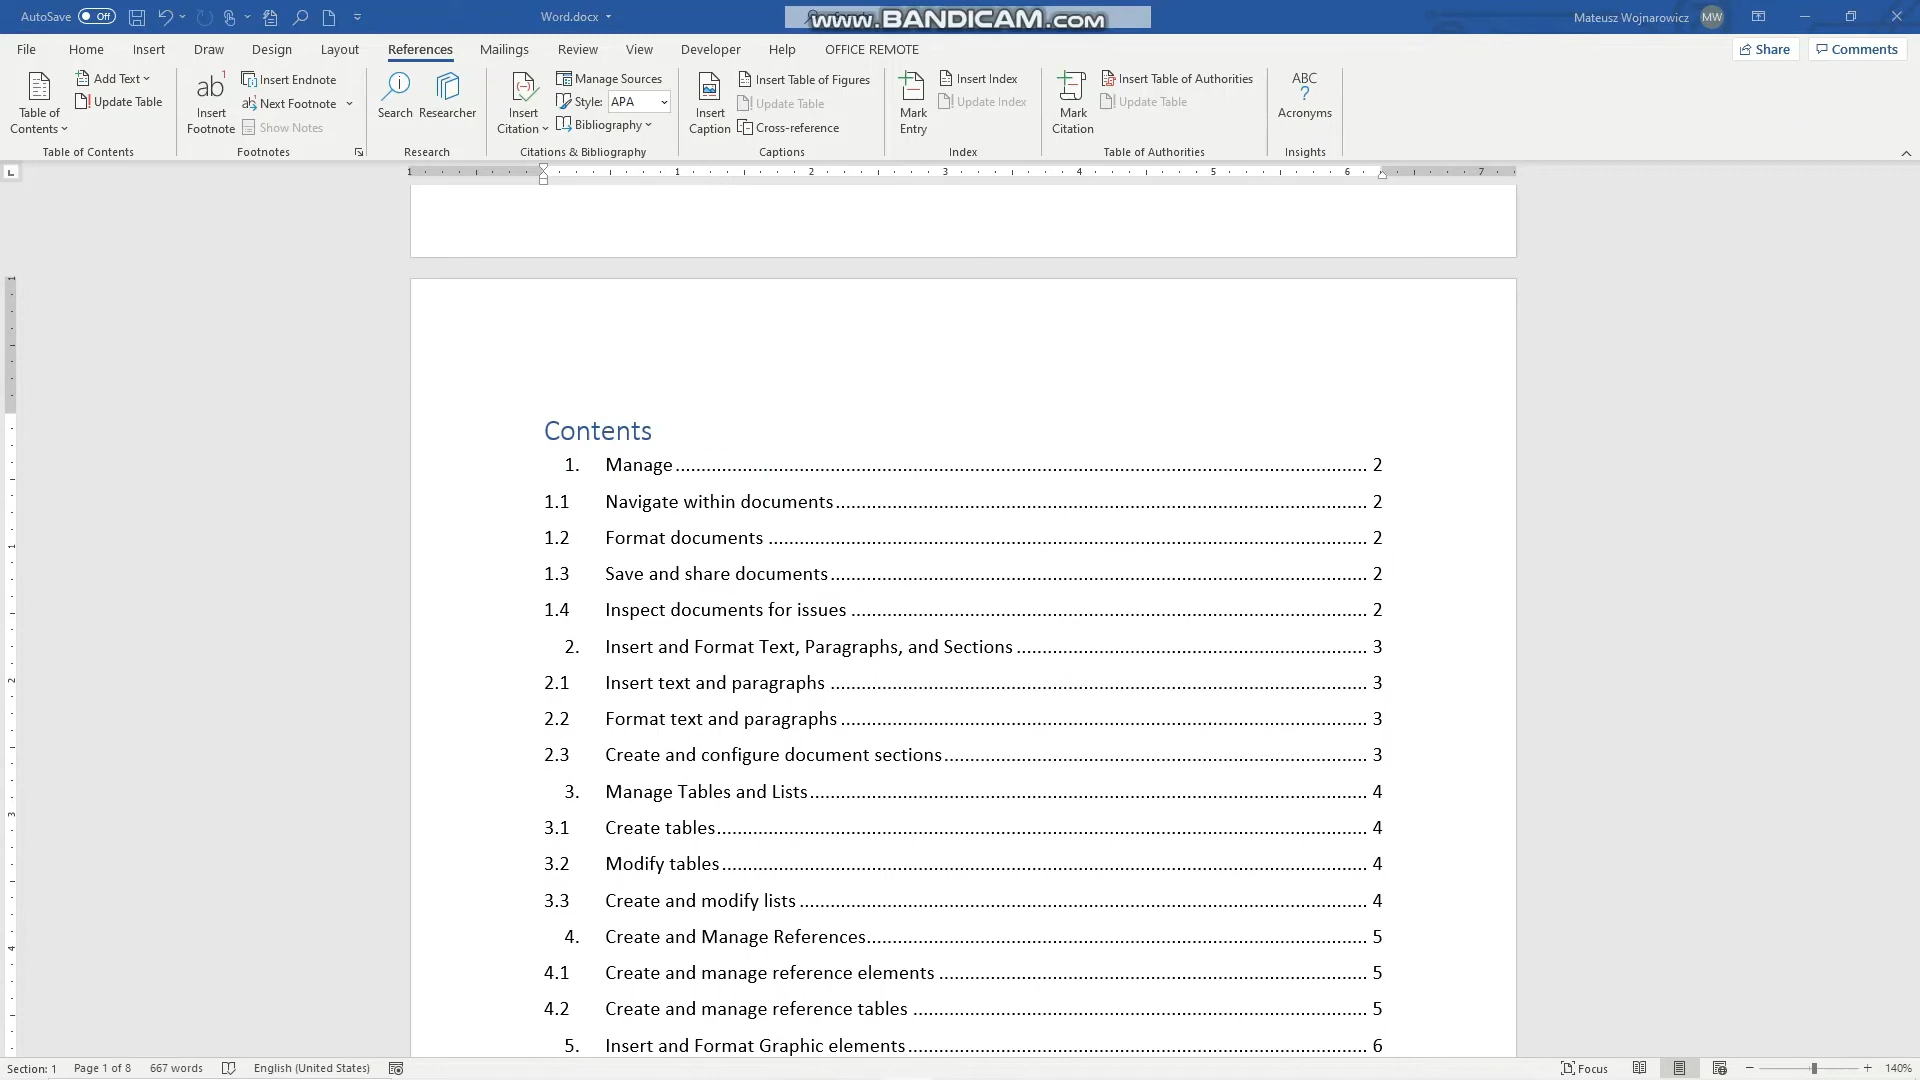 AutoSave Off Word.docx www.BANDICAM.com Mateusz Wojnarowicz MW
File Home Insert Draw Design Layout References Mailings Review View Developer Help OFFICE REMOTE Share Comments
Table of Contents
Add Text
Update Table
Table of Contents
ab 1
Insert Footnote
Insert Endnote
Next Footnote
Show Notes
Footnotes
Search
Researcher
Research
Insert Citation
Manage Sources
Style: APA
Bibliography
Citations & Bibliography
Insert Caption
Insert Table of Figures
Update Table
Cross-reference
Captions
Mark Entry
Insert Index
Update Index
Index
Mark Citation
Insert Table of Authorities
Update Table
Table of Authorities
ABC
?
Acronyms
Insights
1 1 2 3 4 5 6 7
Contents
1. Manage 2
1.1 Navigate within documents 2
1.2 Format documents 2
1.3 Save and share documents 2
1.4 Inspect documents for issues 2
2. Insert and Format Text, Paragraphs, and Sections 3
2.1 Insert text and paragraphs 3
2.2 Format text and paragraphs 3
2.3 Create and configure document sections 3
3. Manage Tables and Lists 4
3.1 Create tables 4
3.2 Modify tables 4
3.3 Create and modify lists 4
4. Create and Manage References 5
4.1 Create and manage reference elements 5
4.2 Create and manage reference tables 5
5. Insert and Format Graphic elements 6
Section: 1 Page 1 of 8 667 words English (United States) Focus 140%